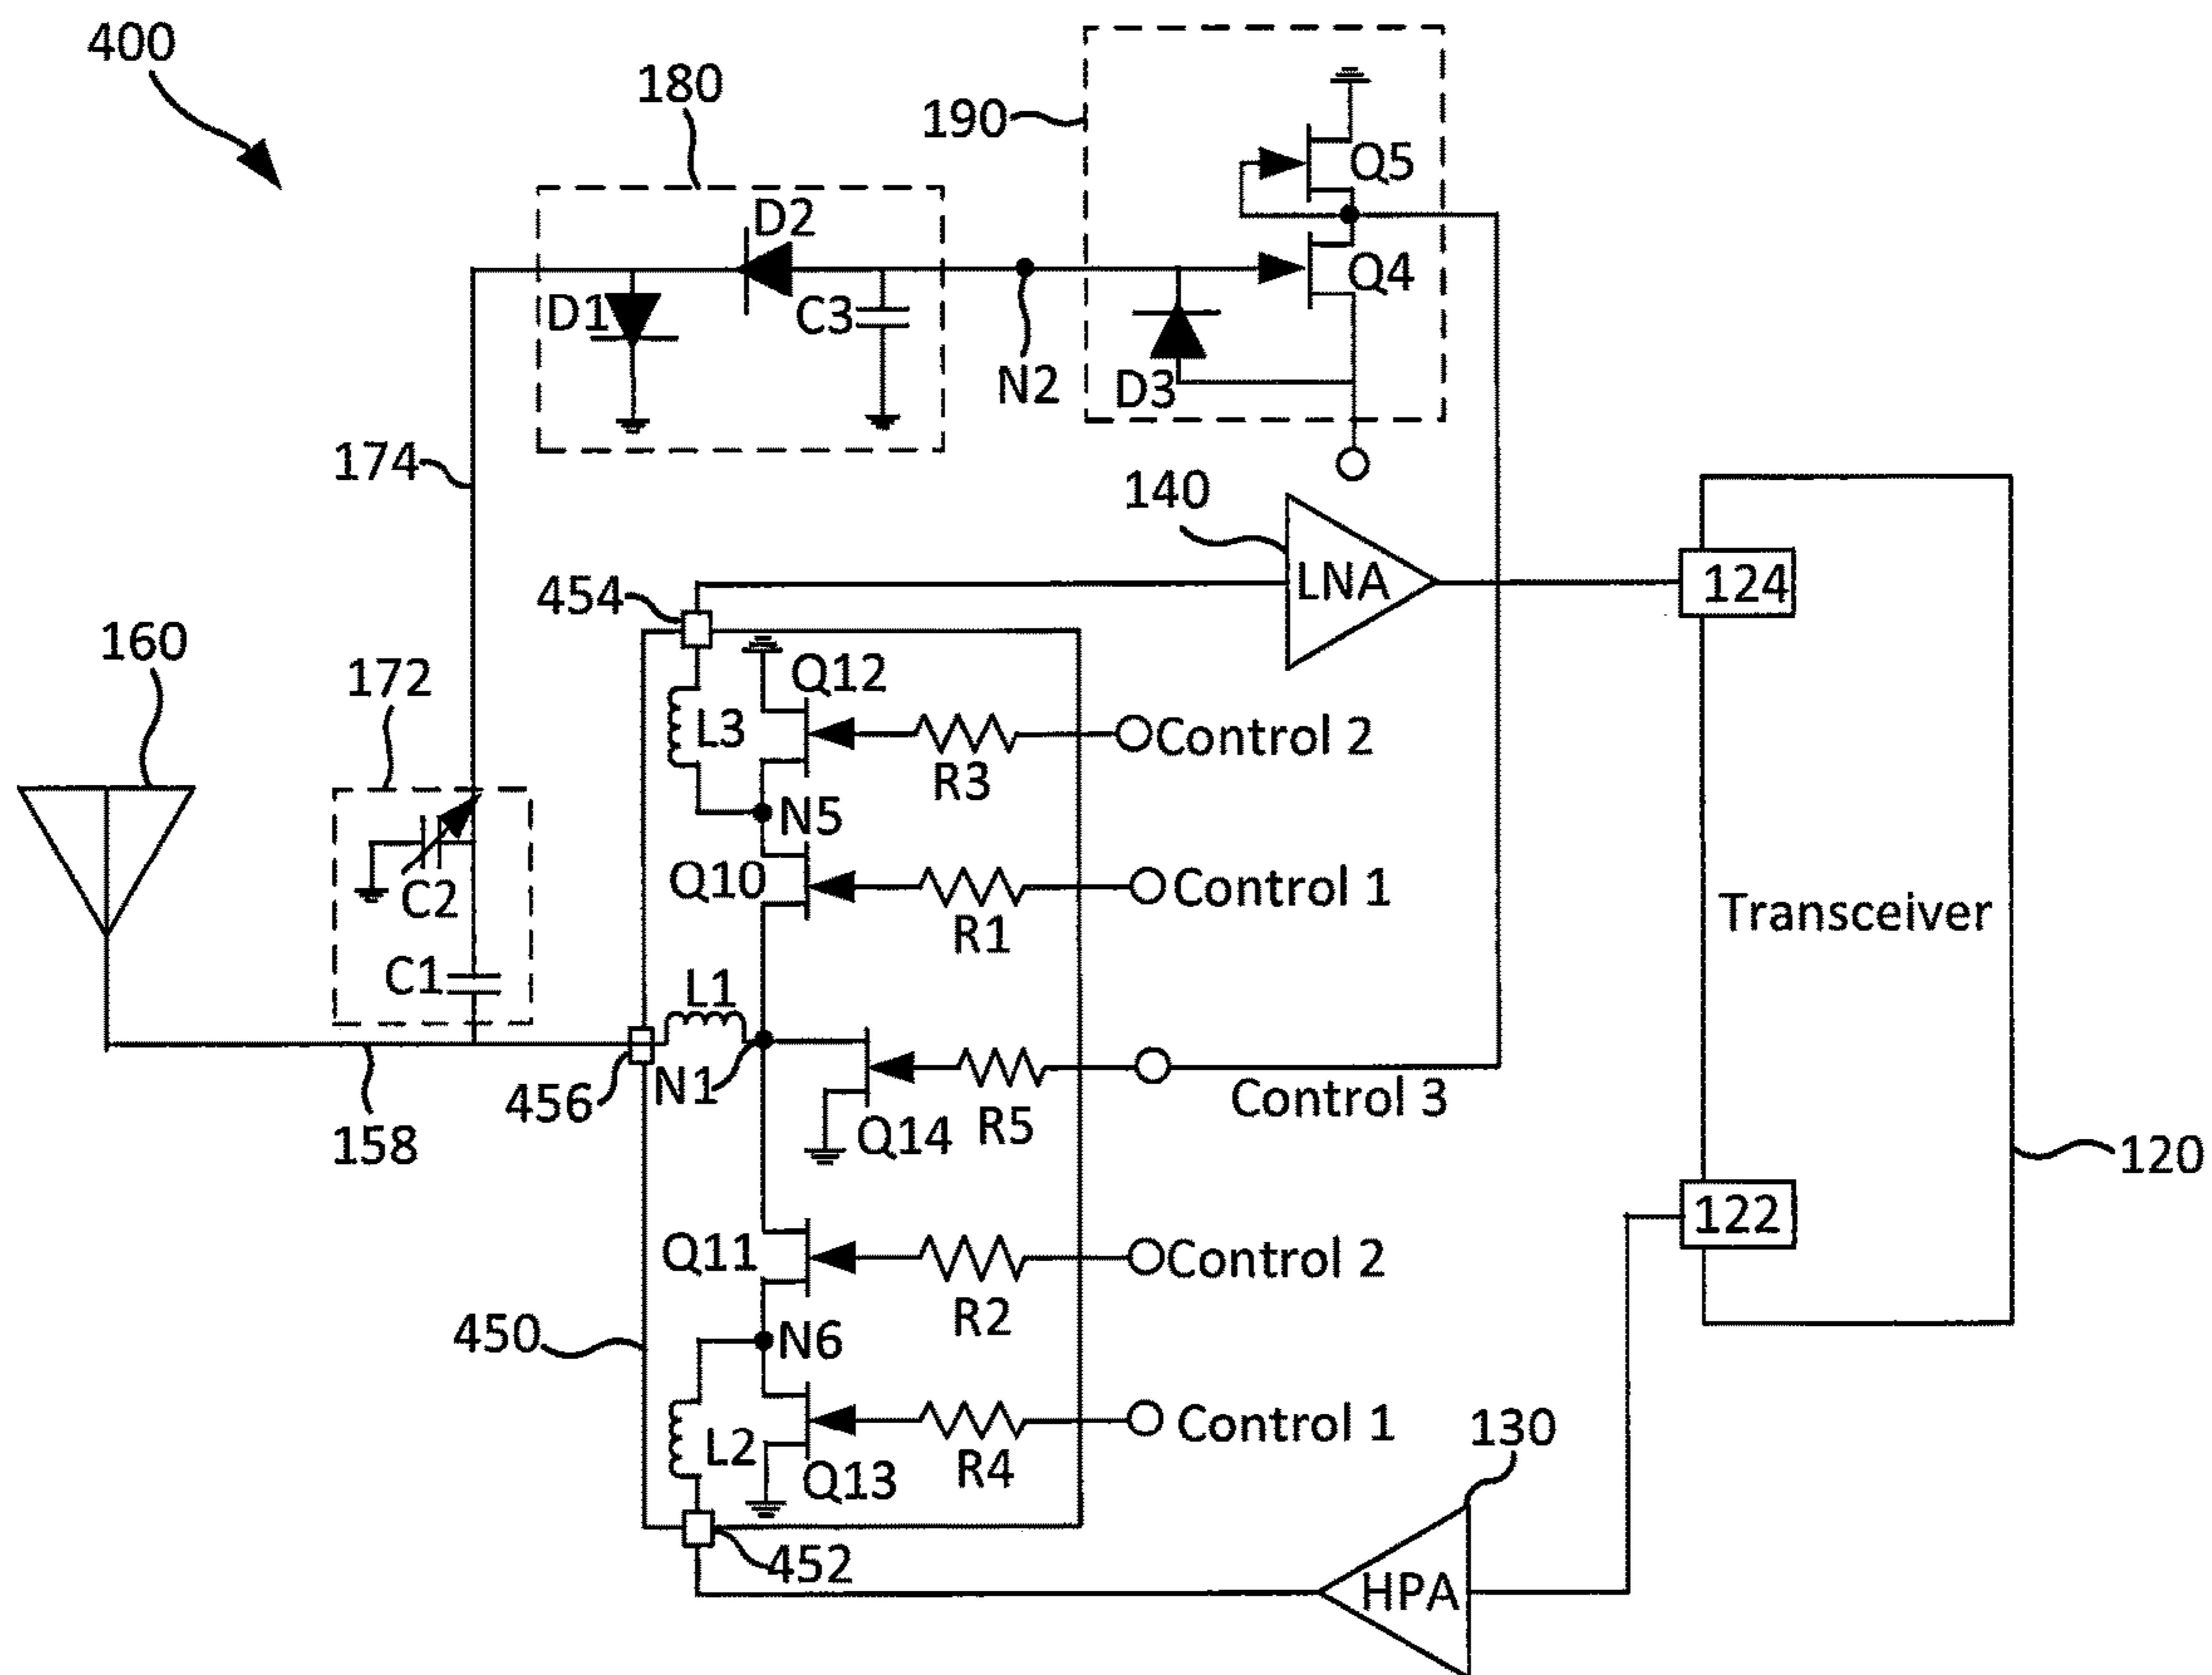 400
180
190
Q5
D2
Q4
D1
C3
N2
D3
174
140
LNA
124
454
160
172
Q12
L3
Control 2
R3
N5
Q10
Control 1
C2
R1
Transceiver
C1
L1
456
N1
Control 3
158
Q14
R5
120
122
Q11
Control 2
R2
450
N6
Control 1
L2
Q13
R4
130
452
HPA